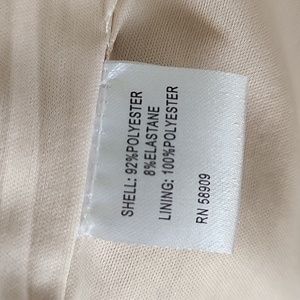 SHELL: 92%POLYESTER
8%ELASTANE
LINING: 100%POLYESTER
RN 58909